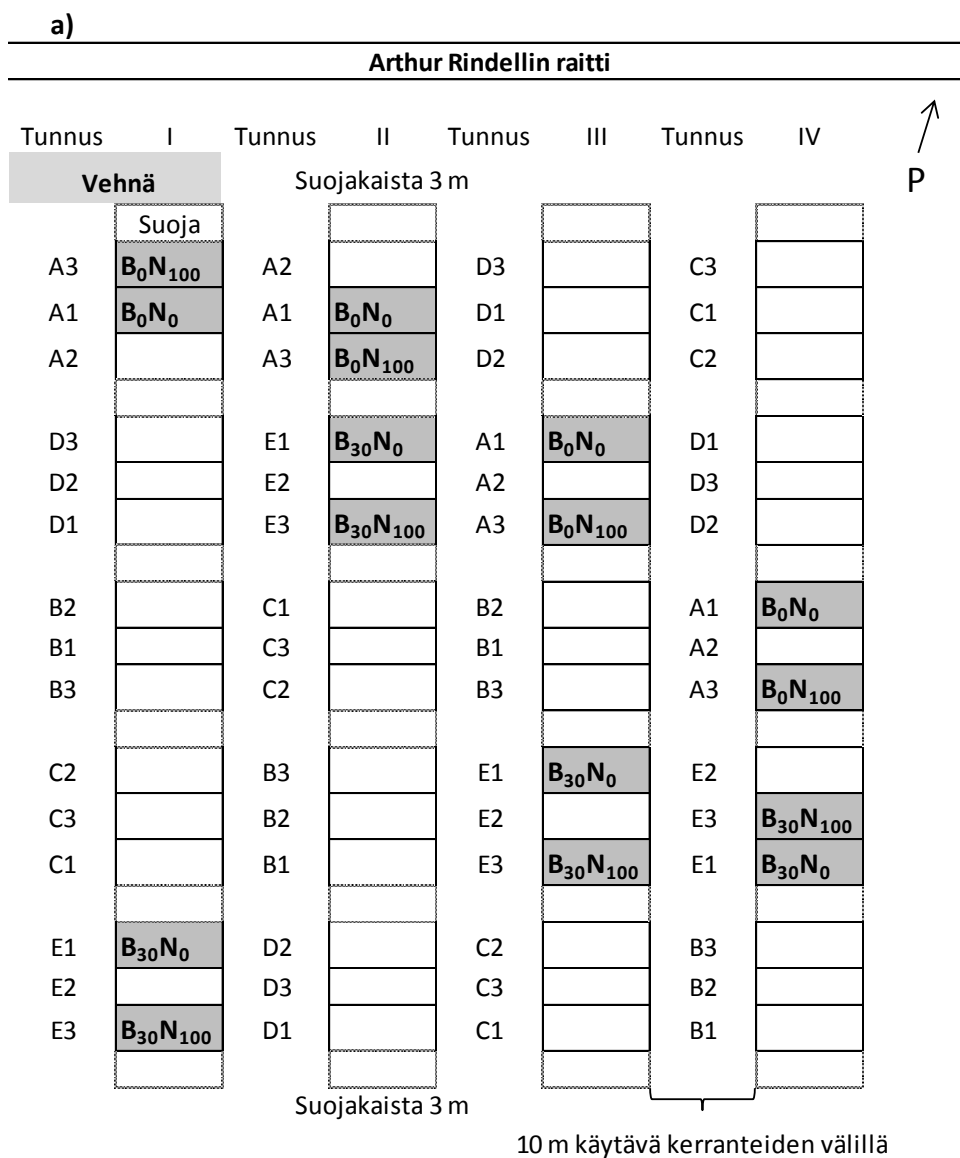 a)
Arthur Rindellin raitti
Tunnus I Tunnus II Tunnus III Tunnus IV
P
Vehnä Suojakaista 3 m
Suoja
A3 B₀N₁₀₀ A2 D3 C3
A1 B₀N₀ A1 B₀N₀ D1 C1
A2 A3 B₀N₁₀₀ D2 C2
D3 E1 B₃₀N₀ A1 B₀N₀ D1
D2 E2 A2 D3
D1 E3 B₃₀N₁₀₀ A3 B₀N₁₀₀ D2
B2 C1 B2 A1 B₀N₀
B1 C3 B1 A2
B3 C2 B3 A3 B₀N₁₀₀
C2 B3 E1 B₃₀N₀ E2
C3 B2 E2 E3 B₃₀N₁₀₀
C1 B1 E3 B₃₀N₁₀₀ E1 B₃₀N₀
E1 B₃₀N₀ D2 C2 B3
E2 D3 C3 B2
E3 B₃₀N₁₀₀ D1 C1 B1
Suojakaista 3 m
10 m käytävä kerranteiden välillä